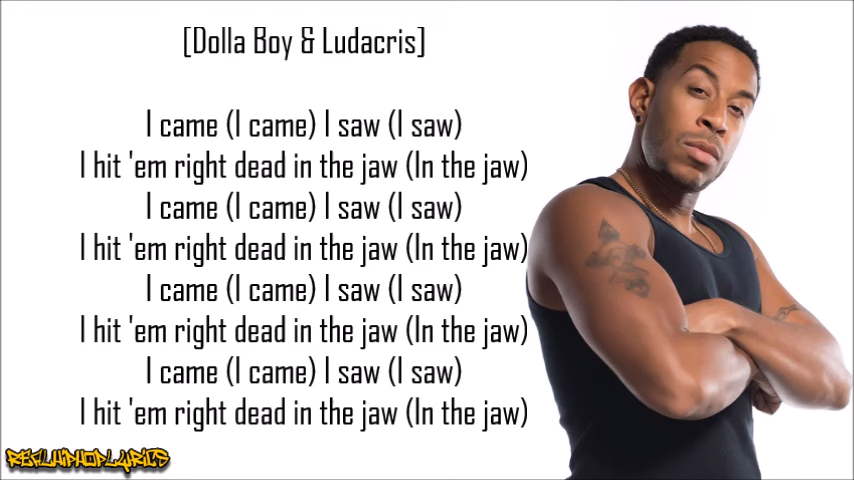 [Dolla Boy & Ludacris]
I came (I came) I saw (I saw)
I hit 'em right dead in the jaw (In the jaw)
I came (I came) I saw (I saw)
I hit 'em right dead in the jaw (In the jaw)
I came (I came) I saw (I saw)
I hit 'em right dead in the jaw (In the jaw)
I came (I came) I saw (I saw)
I hit 'em right dead in the jaw (In the jaw)
REALHIPHOPLYRICS